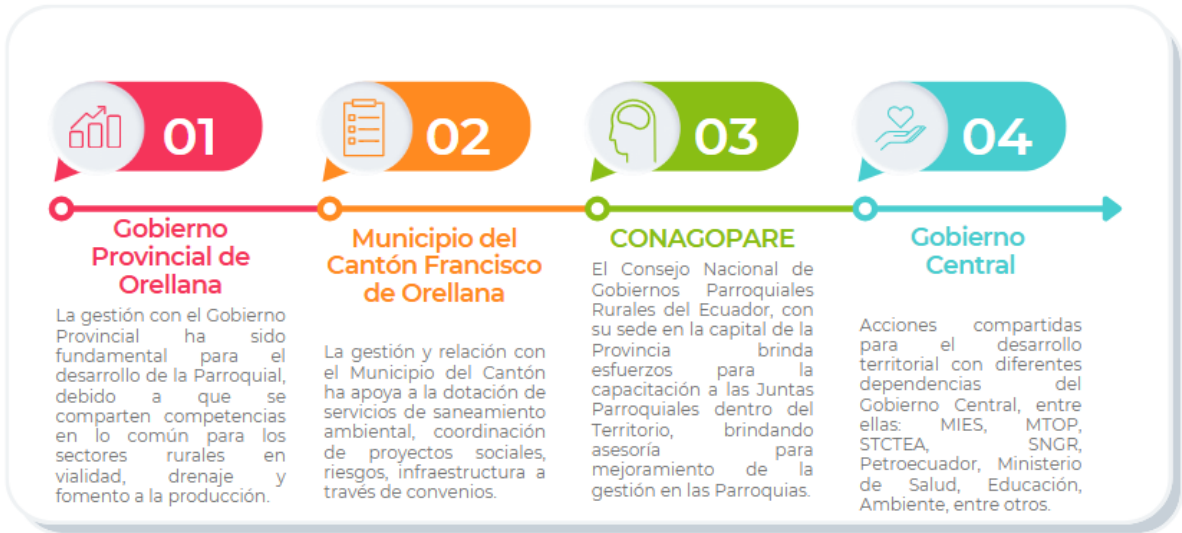 01
Gobierno
Provincial de
Orellana
La gestión con el Gobierno
Provincial ha sido
fundamental para el
desarrollo de la Parroquial,
debido a que se
comparten competencias
en lo común para los
sectores rurales en
vialidad, drenaje y
fomento a la producción.
02
Municipio del
Cantón Francisco
de Orellana
La gestión y relación con
el Municipio del Cantón
ha apoya a la dotación de
servicios de saneamiento
ambiental, coordinación
de proyectos sociales,
riesgos, infraestructura a
través de convenios.
03
CONAGOPARE
El Consejo Nacional de
Gobiernos Parroquiales
Rurales del Ecuador, con
su sede en la capital de la
Provincia brinda
esfuerzos para la
capacitación a las Juntas
Parroquiales dentro del
Territorio, brindando
asesoría para
mejoramiento de la
gestión en las Parroquias.
04
Gobierno
Central
Acciones compartidas
para el desarrollo
territorial con diferentes
dependencias del
Gobierno Central, entre
ellas: MIES, MTOP,
STCTEA, SNGR,
Petroecuador, Ministerio
de Salud, Educación,
Ambiente, entre otros.